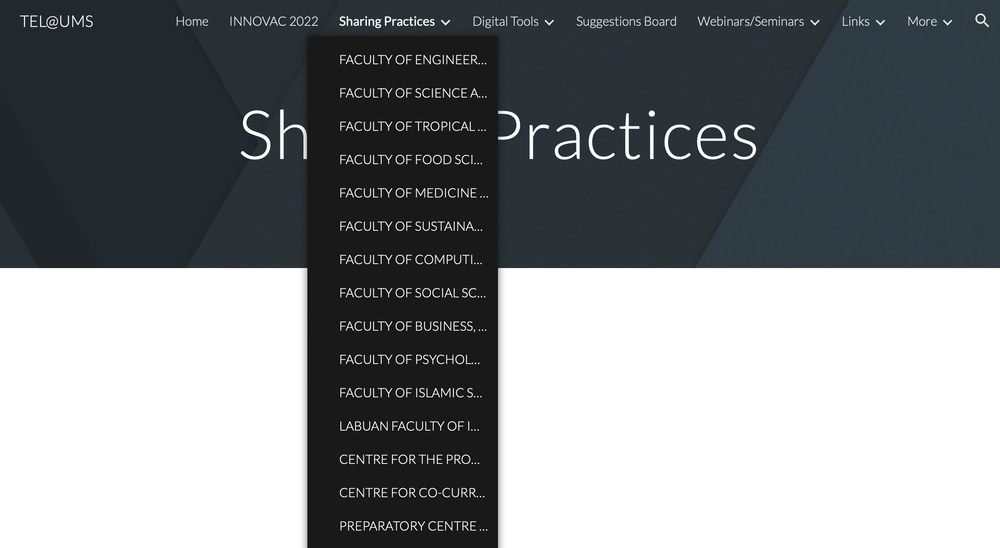 TEL@UMS Home INNOVAC 2022 Sharing Practices Digital Tools Suggestions Board Webinars/Seminars Links More
FACULTY OF ENGINEER...
FACULTY OF SCIENCE A...
FACULTY OF TROPICAL ...
Sh Practices
FACULTY OF FOOD SCI...
FACULTY OF MEDICINE ...
FACULTY OF SUSTAINA...
FACULTY OF COMPUTI...
FACULTY OF SOCIAL SC...
FACULTY OF BUSINESS, ...
FACULTY OF PSYCHOL...
FACULTY OF ISLAMIC S...
LABUAN FACULTY OF I...
CENTRE FOR THE PRO...
CENTRE FOR CO-CURR...
PREPARATORY CENTRE ...